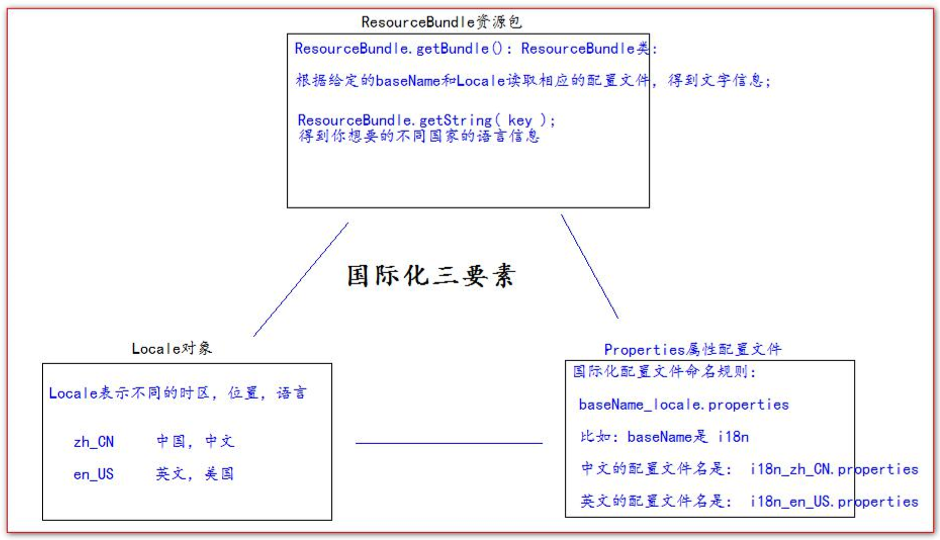 ResourceBundle资源包
ResourceBundle.getBundle(): ResourceBundle类:
根据给定的baseName和Locale读取相应的配置文件，得到文字信息;
ResourceBundle.getString( key );
得到你想要的不同国家的语言信息
国际化三要素
Locale对象
Locale表示不同的时区，位置，语言
zh_CN 中国，中文
en_US 英文，美国
Properties属性配置文件
国际化配置文件命名规则:
baseName_locale.properties
比如: baseName是 i18n
中文的配置文件名是: i18n_zh_CN.properties
英文的配置文件名是: i18n_en_US.properties